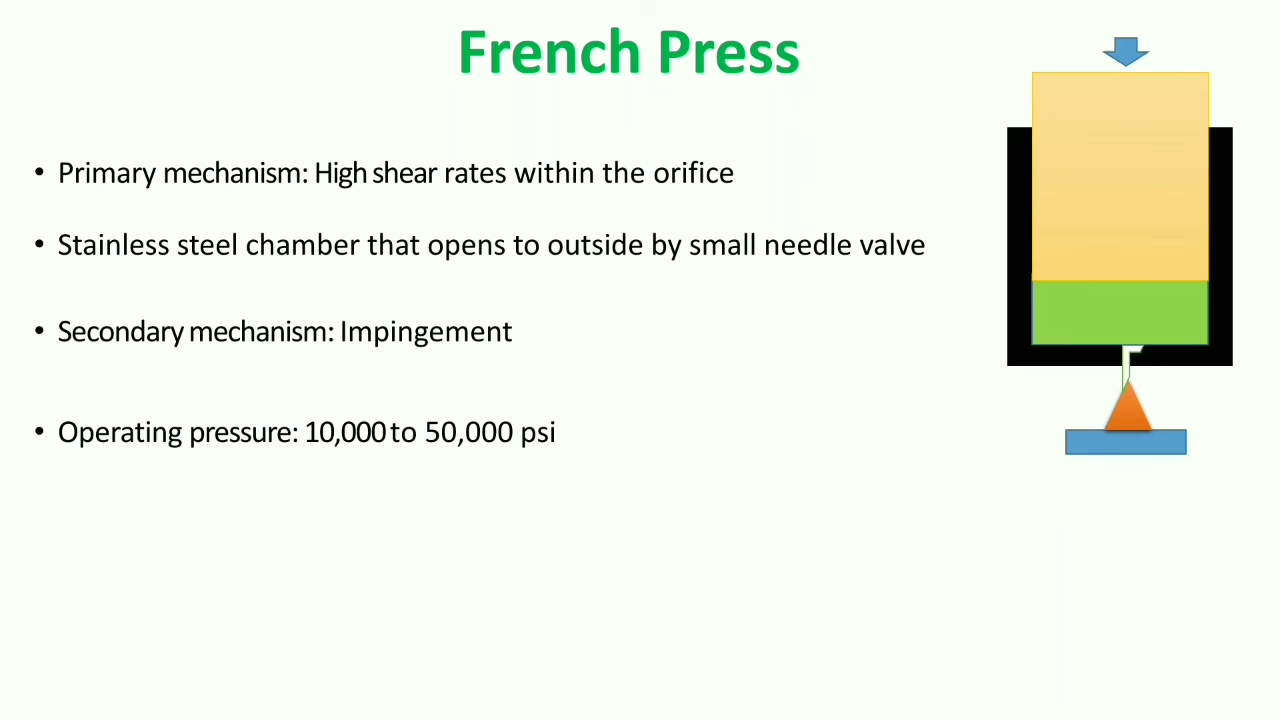 French Press
• Primary mechanism: High shear rates within the orifice
• Stainless steel chamber that opens to outside by small needle valve
• Secondary mechanism: Impingement
• Operating pressure: 10,000 to 50,000 psi